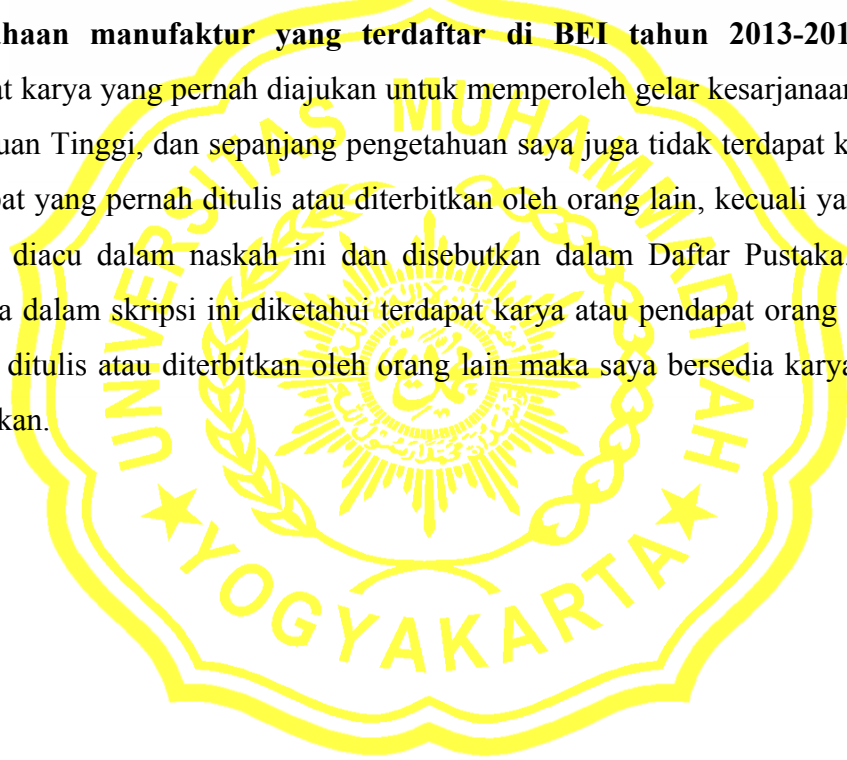 ahaan manufaktur yang terdaftar di BEI tahun 2013-201
at karya yang pernah diajukan untuk memperoleh gelar kesarjanaan
uan Tinggi, dan sepanjang pengetahuan saya juga tidak terdapat k
pat yang pernah ditulis atau diterbitkan oleh orang lain, kecuali ya
diacu dalam naskah ini dan disebutkan dalam Daftar Pustaka.
a dalam skripsi ini diketahui terdapat karya atau pendapat orang
ditulis atau diterbitkan oleh orang lain maka saya bersedia karya
kan.
UNIVERSITAS MUHAMMADIYAH
★ YOGYAKARTA ★